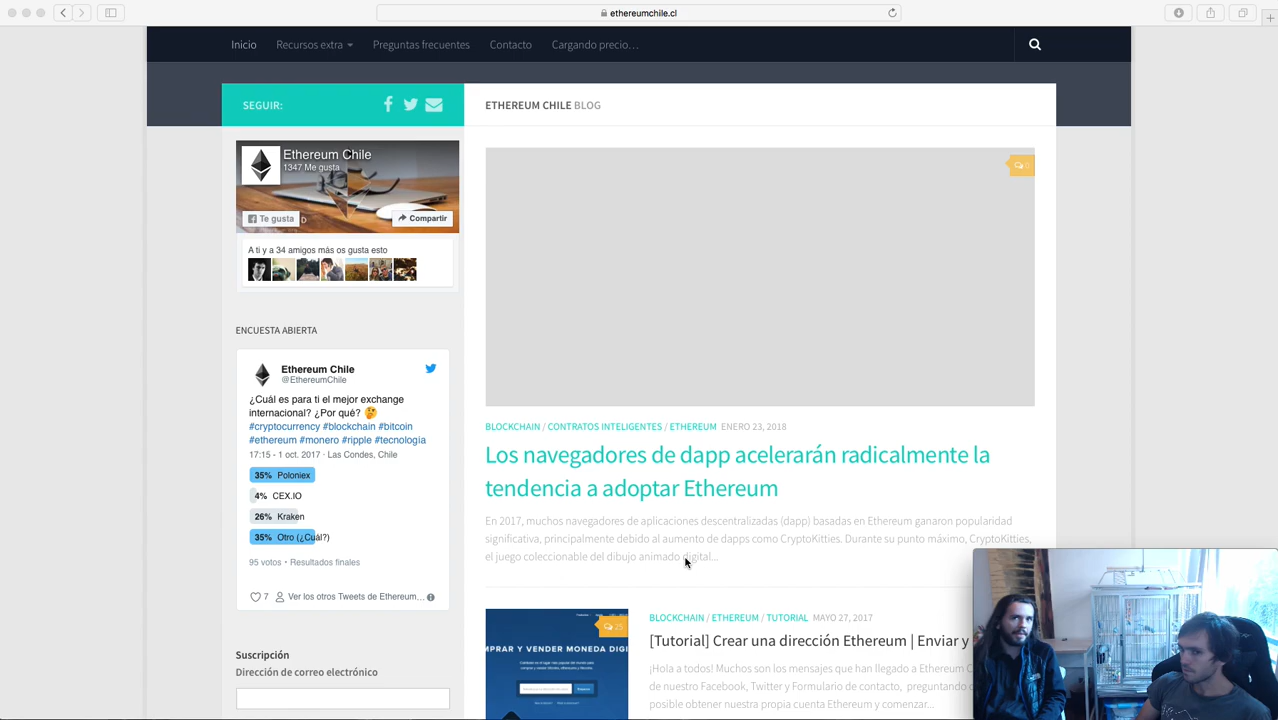 ethereumchile.cl
Inicio Recursos extra Preguntas frecuentes Contacto Cargando precio…
SEGUIR:
ETHEREUM CHILE BLOG
Ethereum Chile
1347 Me gusta
Te gusta
Compartir
A ti y a 34 amigos más os gusta esto
ENCUESTA ABIERTA
Ethereum Chile
@EthereumChile
¿Cuál es para ti el mejor exchange
internacional? ¿Por qué? 🤔
#cryptocurrency #blockchain #bitcoin
#ethereum #monero #ripple #tecnología
17:15 - 1 oct. 2017 · Las Condes, Chile
35% Poloniex
4% CEX.IO
26% Kraken
35% Otro (¿Cuál?)
95 votos • Resultados finales
7 Ver los otros Tweets de Ethereum…
Suscripción
Dirección de correo electrónico
BLOCKCHAIN / CONTRATOS INTELIGENTES / ETHEREUM ENERO 23, 2018
Los navegadores de dapp acelerarán radicalmente la
tendencia a adoptar Ethereum
En 2017, muchos navegadores de aplicaciones descentralizadas (dapp) basadas en Ethereum ganaron popularidad
significativa, principalmente debido al aumento de dapps como CryptoKitties. Durante su punto máximo, CryptoKitties,
el juego coleccionable del dibujo animado digital...
25
MPRAR Y VENDER MONEDA DIGI
BLOCKCHAIN / ETHEREUM / TUTORIAL MAYO 27, 2017
[Tutorial] Crear una dirección Ethereum | Enviar y
¡Hola a todos! Muchos son los mensajes que han llegado a Ethereum C
de nuestro Facebook, Twitter y Formulario de contacto, preguntando
posible obtener nuestra propia cuenta Ethereum y comenzar...